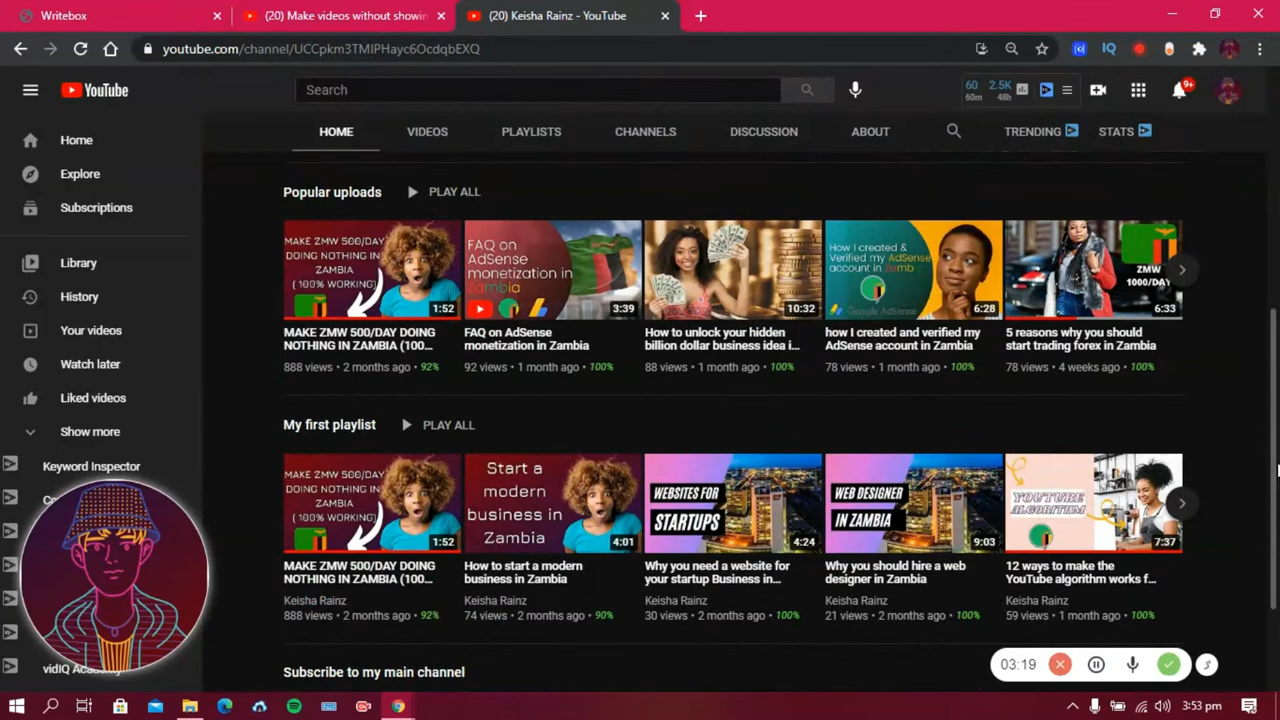 Writebox
(20) Make videos without showin
(20) Keisha Rainz - YouTube
youtube.com/channel/UCCpkm3TMlPHayc6OcdqbEXQ
IQ
YouTube
Search
60
60m
2.5K
48h
9+
HOME
VIDEOS
PLAYLISTS
CHANNELS
DISCUSSION
ABOUT
TRENDING
STATS
Home
Explore
Subscriptions
Library
History
Your videos
Watch later
Liked videos
Show more
Keyword Inspector
vidIQ
Popular uploads
PLAY ALL
MAKE ZMW 500/DAY
DOING NOTHING IN
ZAMBIA
(100% WORKING)
1:52
FAQ on
AdSense
monetization in
Zambia
3:39
10:32
How I created &
Verified my AdSense
account in Zamb
Google AdSense
6:28
ZMW
1000/DAY
6:33
MAKE ZMW 500/DAY DOING
NOTHING IN ZAMBIA (100...
888 views • 2 months ago • 92%
FAQ on AdSense
monetization in Zambia
92 views • 1 month ago • 100%
How to unlock your hidden
billion dollar business idea i...
88 views • 1 month ago • 100%
how I created and verified my
AdSense account in Zambia
78 views • 1 month ago • 100%
5 reasons why you should
start trading forex in Zambia
78 views • 4 weeks ago • 100%
My first playlist
PLAY ALL
MAKE ZMW 500/DAY
DOING NOTHING IN
ZAMBIA
(100% WORKING)
1:52
Start a
modern
business in
Zambia
4:01
WEBSITES FOR
STARTUPS
4:24
WEB DESIGNER
IN ZAMBIA
9:03
YOUTUBE
ALGORITHM
7:37
MAKE ZMW 500/DAY DOING
NOTHING IN ZAMBIA (100...
Keisha Rainz
888 views • 2 months ago • 92%
How to start a modern
business in Zambia
Keisha Rainz
74 views • 2 months ago • 90%
Why you need a website for
your startup Business in...
Keisha Rainz
30 views • 2 months ago • 100%
Why you should hire a web
designer in Zambia
Keisha Rainz
21 views • 2 months ago • 100%
12 ways to make the
YouTube algorithm works f...
Keisha Rainz
59 views • 1 month ago • 100%
Subscribe to my main channel
03:19
3:53 pm